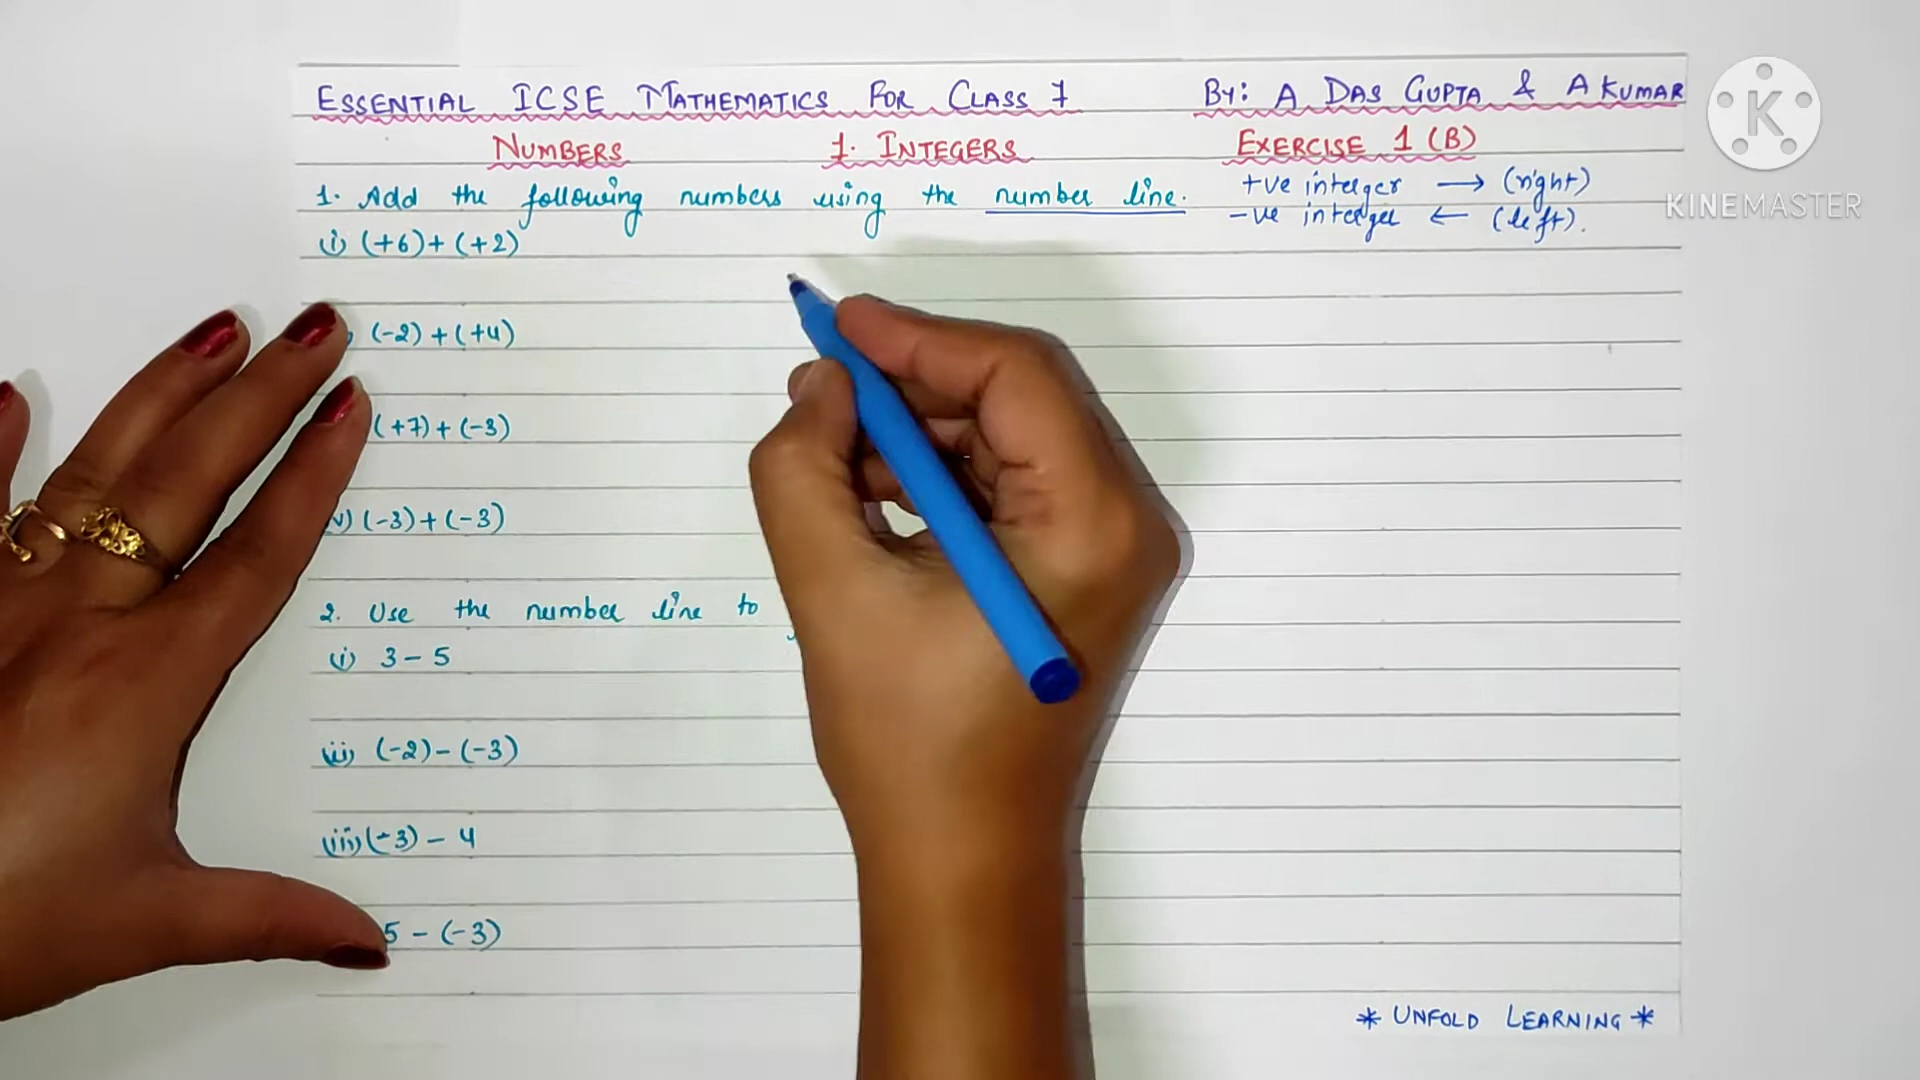 ESSENTIAL ICSE MATHEMATICS FOR CLASS 7 BY: A DAS GUPTA & A KUMAR
NUMBERS 1. INTEGERS EXERCISE 1 (B)
1. Add the following numbers using the number line.
+ve interger → (right)
-ve interger ← (left).
(i) (+6)+(+2)
(-2)+(+4)
(+7)+(-3)
v) (-3)+(-3)
2. Use the number line to
(i) 3-5
(ii) (-2)-(-3)
(iii) (-3)-4
5-(-3)
* UNFOLD LEARNING *
K
KINEMASTER